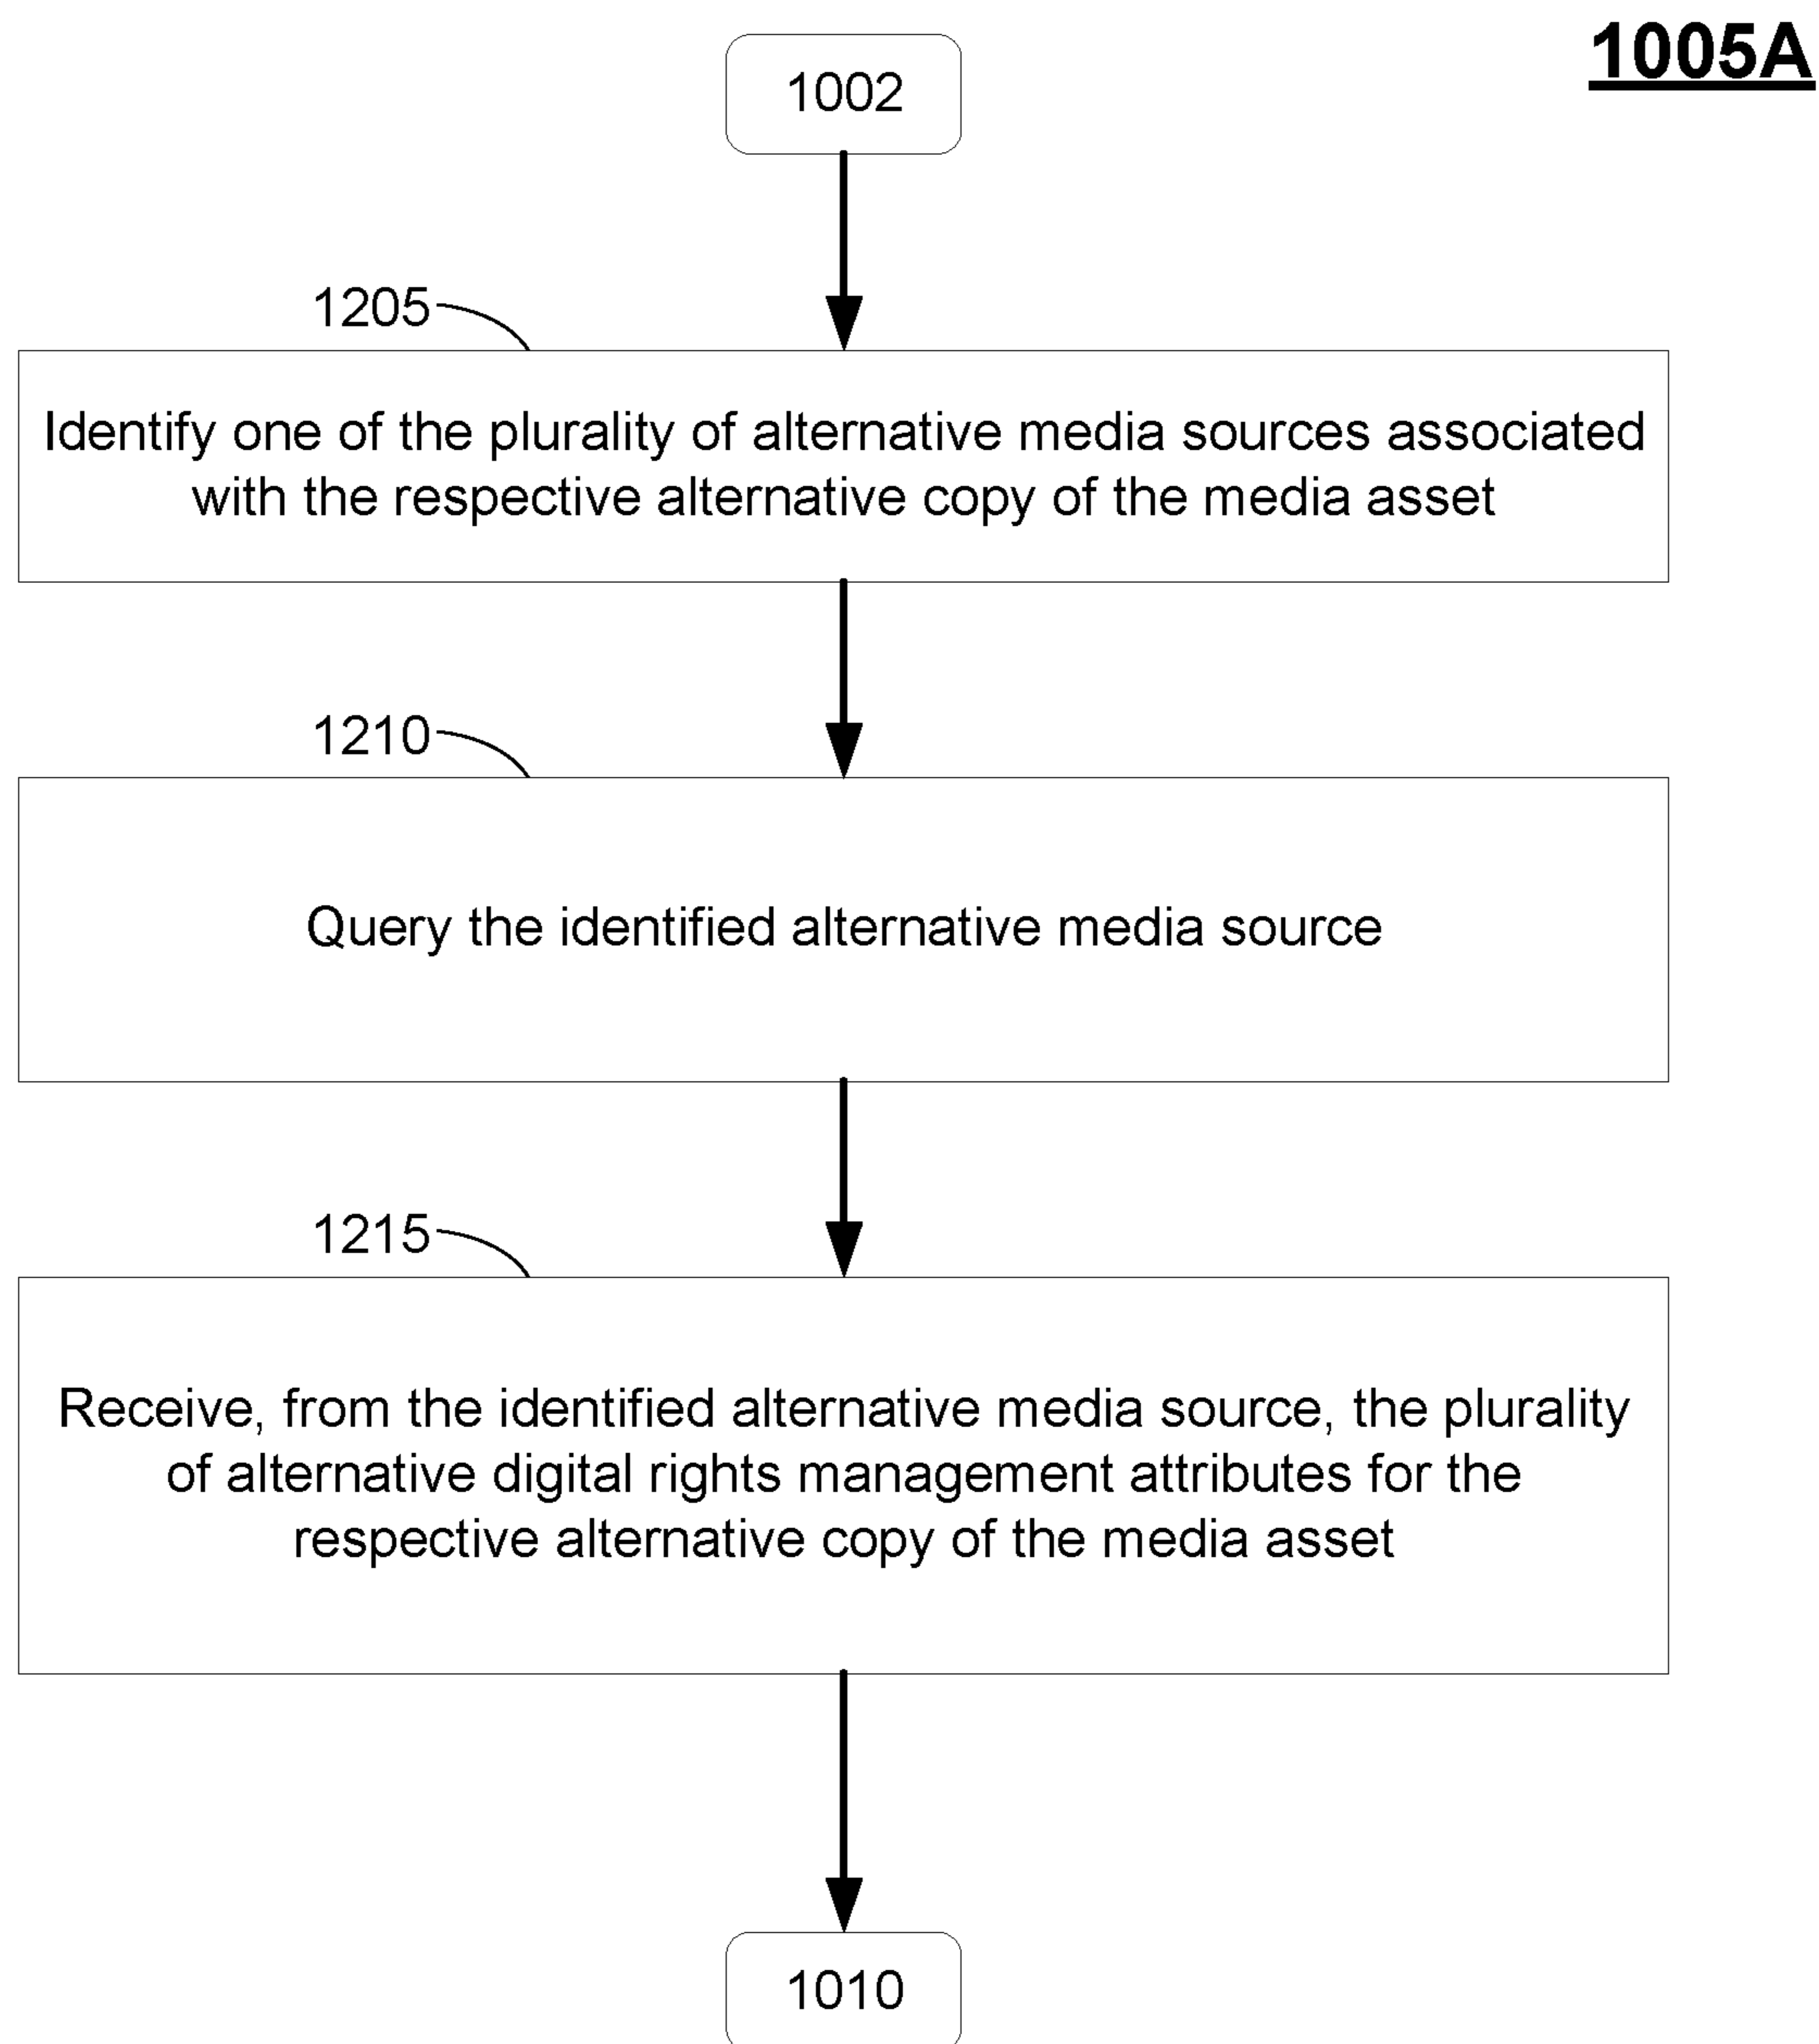 1005A
1002
1205
Identify one of the plurality of alternative media sources associated
with the respective alternative copy of the media asset
1210
Query the identified alternative media source
1215
Receive, from the identified alternative media source, the plurality
of alternative digital rights management attributes for the
respective alternative copy of the media asset
1010